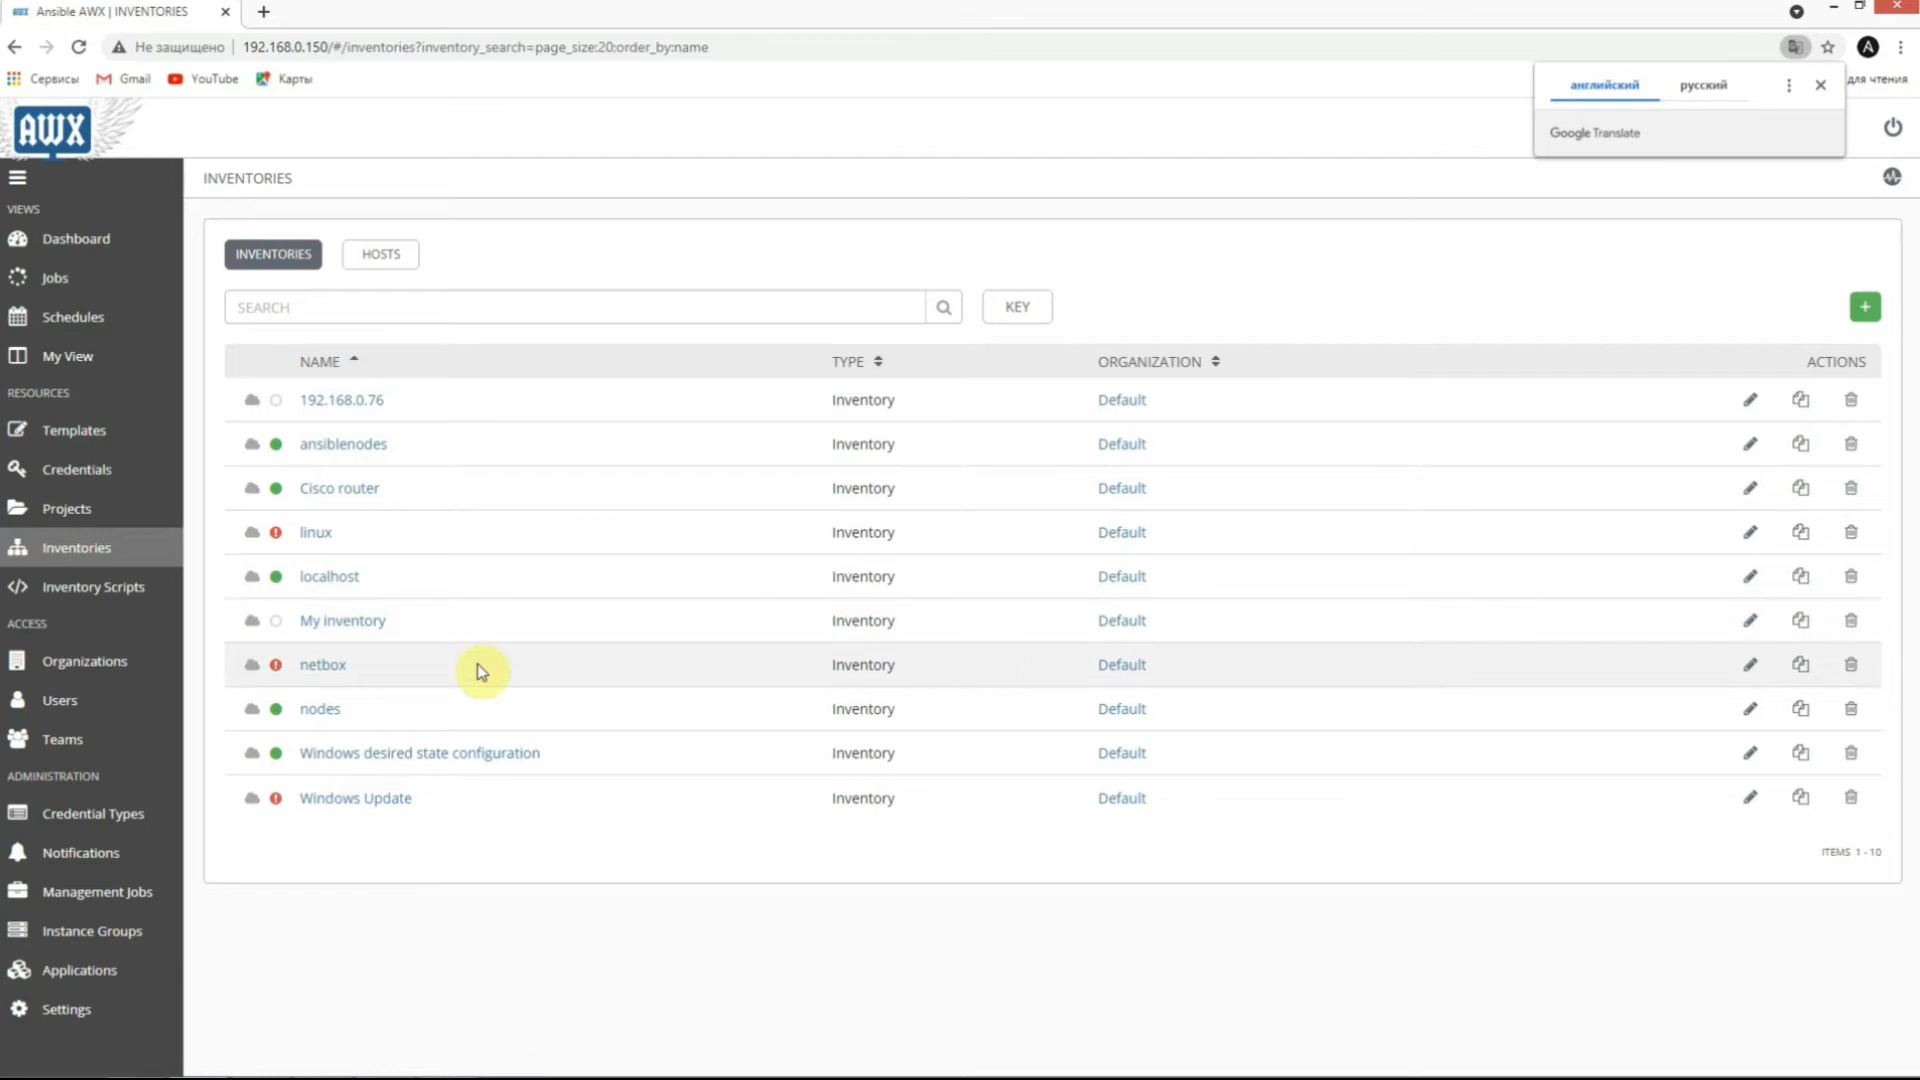 AWX Ansible AWX | INVENTORIES
Не защищено 192.168.0.150/#/inventories?inventory_search=page_size:20;order_by:name
Сервисы Gmail YouTube Карты для чтения
английский русский
Google Translate
AWX
INVENTORIES
VIEWS
Dashboard
Jobs
Schedules
My View
RESOURCES
Templates
Credentials
Projects
Inventories
Inventory Scripts
ACCESS
Organizations
Users
Teams
ADMINISTRATION
Credential Types
Notifications
Management Jobs
Instance Groups
Applications
Settings
INVENTORIES HOSTS
SEARCH KEY
NAME TYPE ORGANIZATION ACTIONS
192.168.0.76 Inventory Default
ansiblenodes Inventory Default
Cisco router Inventory Default
linux Inventory Default
localhost Inventory Default
My inventory Inventory Default
netbox Inventory Default
nodes Inventory Default
Windows desired state configuration Inventory Default
Windows Update Inventory Default
ITEMS 1 - 10